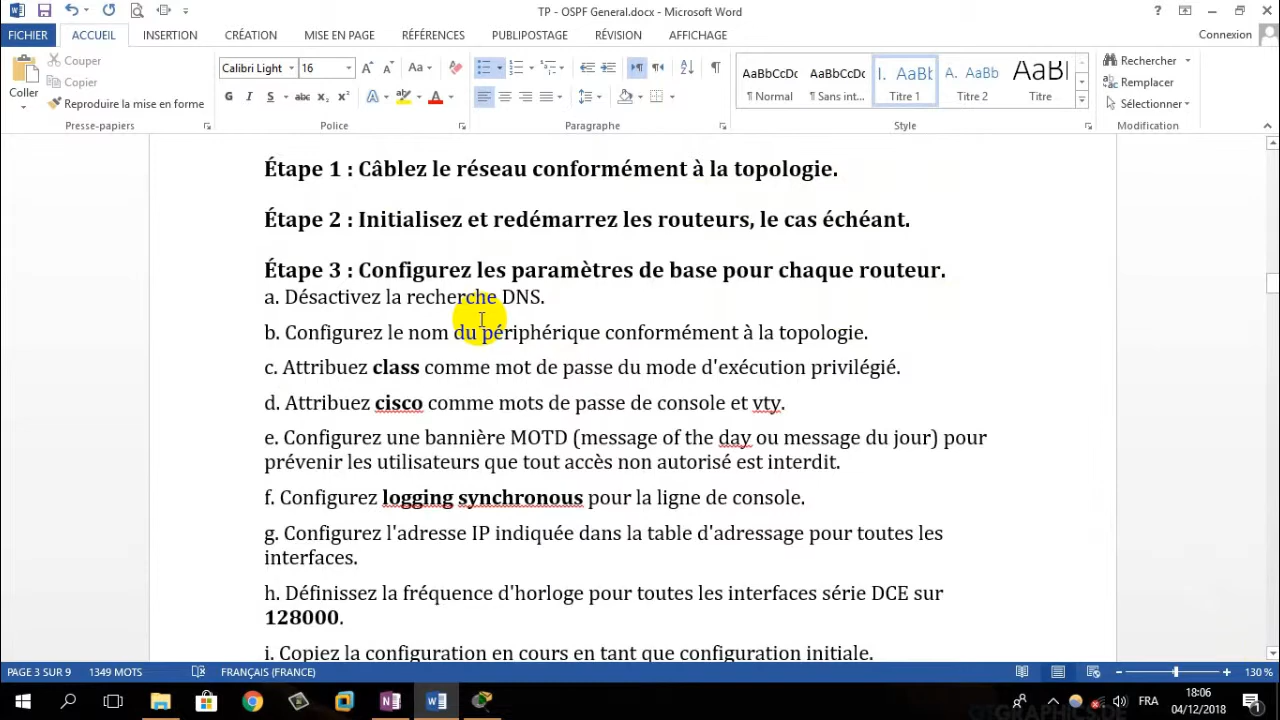 TP - OSPF General.docx - Microsoft Word
?
FICHIER ACCUEIL INSERTION CRÉATION MISE EN PAGE RÉFÉRENCES PUBLIPOSTAGE RÉVISION AFFICHAGE Connexion
Coller
Couper
Copier
Reproduire la mise en forme
Presse-papiers
Calibri Light 16
Police
Paragraphe
AaBbCcDc ¶ Normal
AaBbCcDc ¶ Sans int...
I. AaBb Titre 1
A. AaBb Titre 2
AaBl Titre
Style
Rechercher
Remplacer
Sélectionner
Modification
Étape 1 : Câblez le réseau conformément à la topologie.
Étape 2 : Initialisez et redémarrez les routeurs, le cas échéant.
Étape 3 : Configurez les paramètres de base pour chaque routeur.
a. Désactivez la recherche DNS.
b. Configurez le nom du périphérique conformément à la topologie.
c. Attribuez class comme mot de passe du mode d'exécution privilégié.
d. Attribuez cisco comme mots de passe de console et vty.
e. Configurez une bannière MOTD (message of the day ou message du jour) pour
prévenir les utilisateurs que tout accès non autorisé est interdit.
f. Configurez logging synchronous pour la ligne de console.
g. Configurez l'adresse IP indiquée dans la table d'adressage pour toutes les
interfaces.
h. Définissez la fréquence d'horloge pour toutes les interfaces série DCE sur
128000.
i. Copiez la configuration en cours en tant que configuration initiale.
PAGE 3 SUR 9 1349 MOTS FRANÇAIS (FRANCE) 130 %
FRA
18:06
04/12/2018